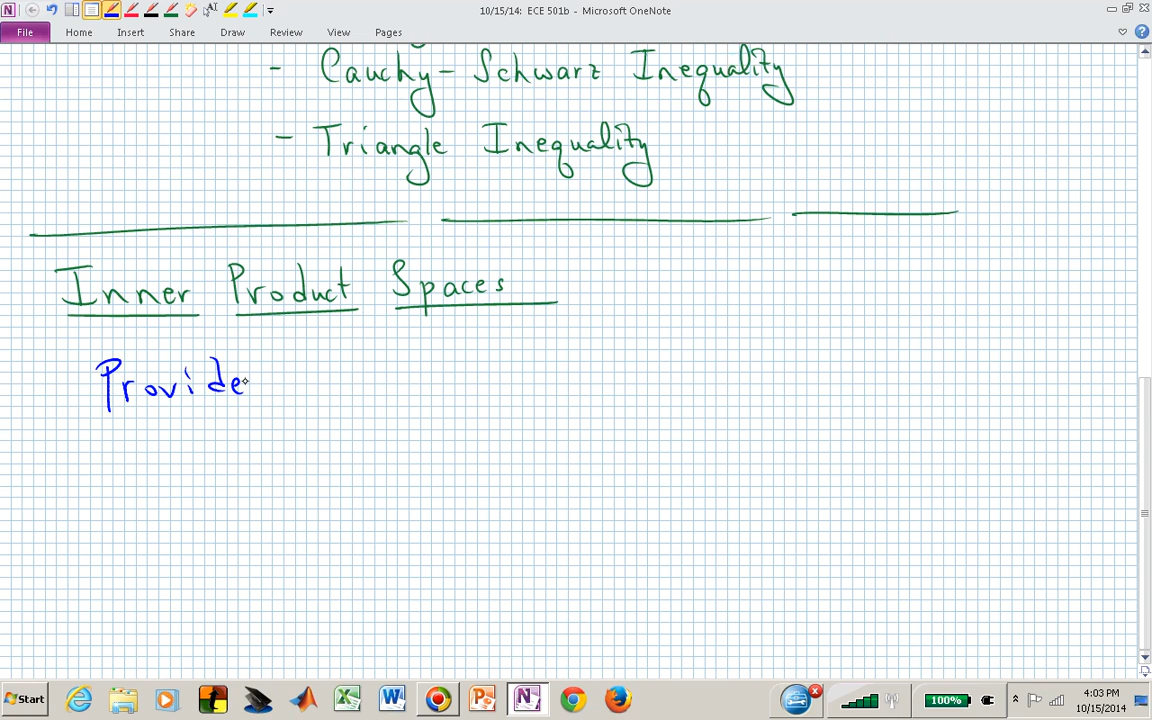 10/15/14: ECE 501b - Microsoft OneNote
File Home Insert Share Draw Review View Pages
- Cauchy-Schwarz Inequality
- Triangle Inequality
Inner Product Spaces
Provide
Start
100%
4:03 PM
10/15/2014